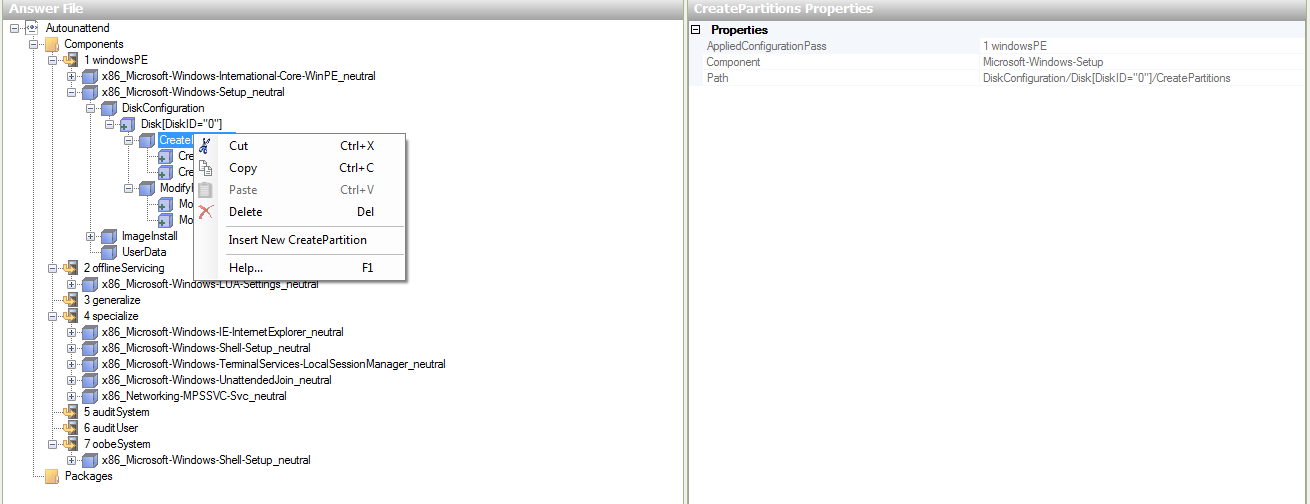 Answer File
Autounattend
Components
1 windowsPE
x86_Microsoft-Windows-International-Core-WinPE_neutral
x86_Microsoft-Windows-Setup_neutral
DiskConfiguration
Disk[DiskID="0"]
Create
Cre
Cre
Modify
Mo
Mo
ImageInstall
UserData
2 offlineServicing
x86_Microsoft-Windows-LUA-Settings_neutral
3 generalize
4 specialize
x86_Microsoft-Windows-IE-InternetExplorer_neutral
x86_Microsoft-Windows-Shell-Setup_neutral
x86_Microsoft-Windows-TerminalServices-LocalSessionManager_neutral
x86_Microsoft-Windows-UnattendedJoin_neutral
x86_Networking-MPSSVC-Svc_neutral
5 auditSystem
6 auditUser
7 oobeSystem
x86_Microsoft-Windows-Shell-Setup_neutral
Packages
Cut Ctrl+X
Copy Ctrl+C
Paste Ctrl+V
Delete Del
Insert New CreatePartition
Help... F1
CreatePartitions Properties
Properties
AppliedConfigurationPass 1 windowsPE
Component Microsoft-Windows-Setup
Path DiskConfiguration/Disk[DiskID="0"]/CreatePartitions